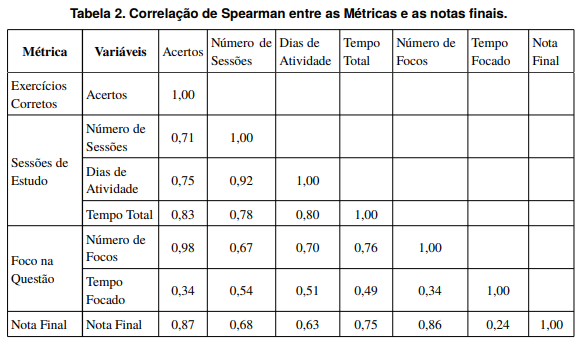 Tabela 2. Correlação de Spearman entre as Métricas e as notas finais.
Métrica Variáveis Acertos Número de Sessões Dias de Atividade Tempo Total Número de Focos Tempo Focado Nota Final
Exercícios Corretos Acertos 1,00
Sessões de Estudo Número de Sessões 0,71 1,00
Dias de Atividade 0,75 0,92 1,00
Tempo Total 0,83 0,78 0,80 1,00
Foco na Questão Número de Focos 0,98 0,67 0,70 0,76 1,00
Tempo Focado 0,34 0,54 0,51 0,49 0,34 1,00
Nota Final Nota Final 0,87 0,68 0,63 0,75 0,86 0,24 1,00